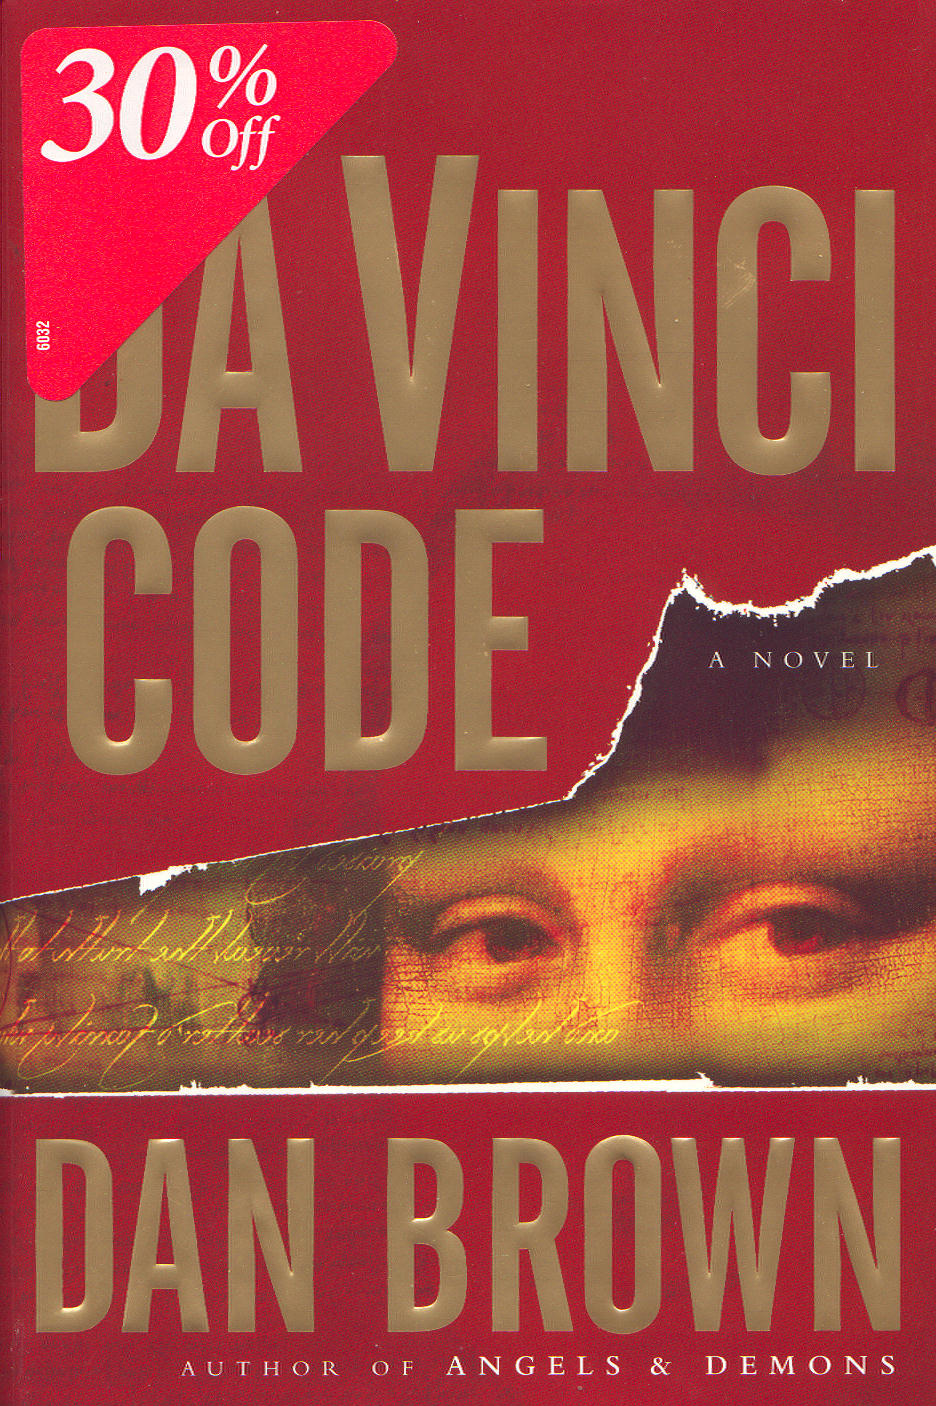 30%
Off
6032
DA VINCI
CODE
A NOVEL
DAN BROWN
AUTHOR OF ANGELS & DEMONS